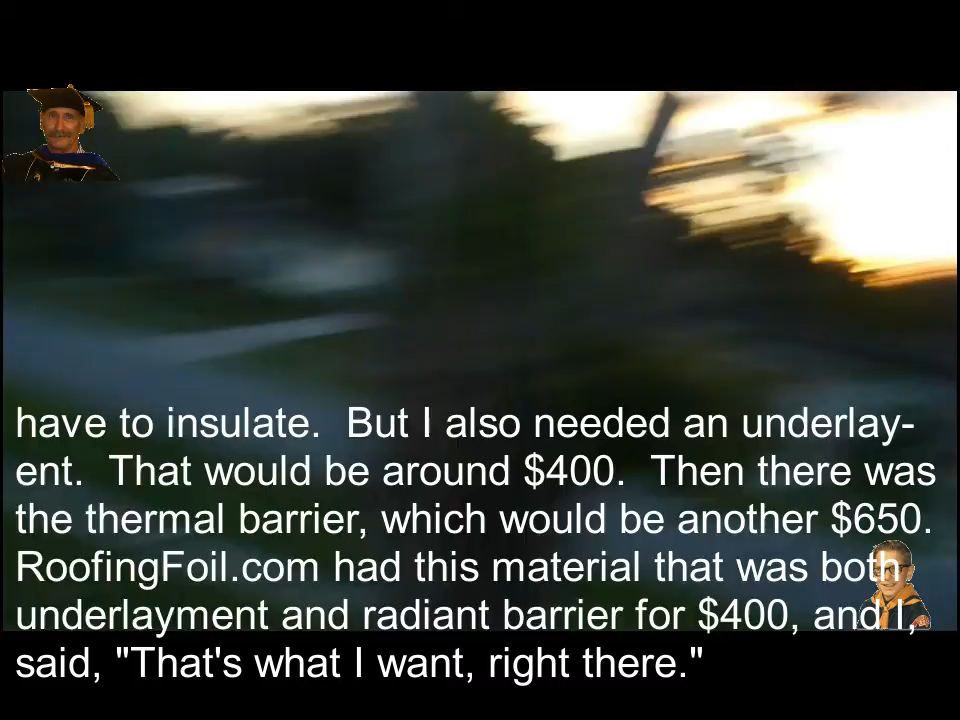 have to insulate.  But I also needed an underlay-
ent.  That would be around $400.  Then there was
the thermal barrier, which would be another $650.
RoofingFoil.com had this material that was both
underlayment and radiant barrier for $400, and I,
said, "That's what I want, right there."